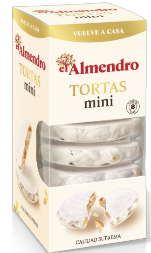 VUELVE A CASA
el Almendro
TORTAS
mini
CALIDAD SUPREMA